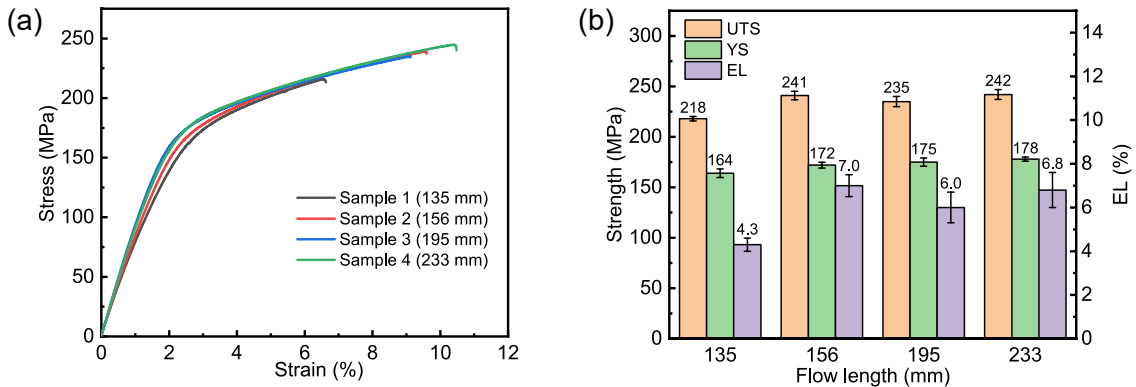 (a)
250
200
150
100
50
0
Stress (MPa)
Sample 1 (135 mm)
Sample 2 (156 mm)
Sample 3 (195 mm)
Sample 4 (233 mm)
0 2 4 6 8 10 12
Strain (%)
(b)
300
250
200
150
100
50
0
Strength (MPa)
UTS
YS
EL
218
164
4.3
241
172
7.0
235
175
6.0
242
178
6.8
135 156 195 233
Flow length (mm)
14
12
10
8
6
4
2
0
EL (%)